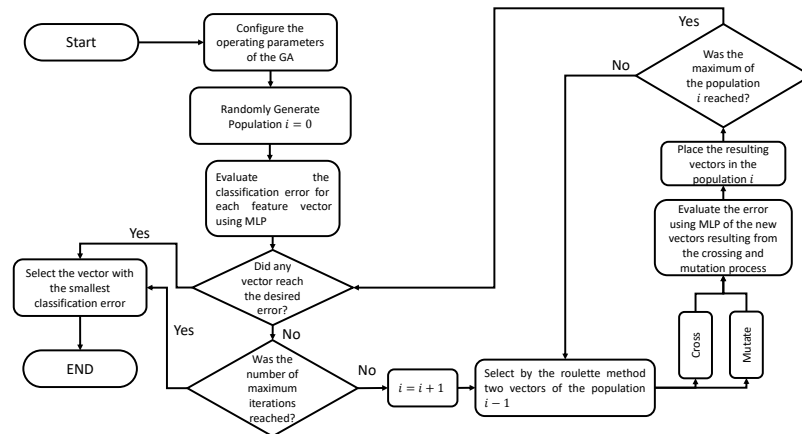 Start
Configure the
operating parameters
of the GA
Randomly Generate
Population i = 0
Evaluate the
classification error for
each feature vector
using MLP
Did any
vector reach
the desired
error?
Yes
No
Select the vector with
the smallest
classification error
END
Was the
number of
maximum
iterations
reached?
Yes
No
i = i + 1
Select by the roulette method
two vectors of the population
i − 1
Cross
Mutate
Evaluate the error
using MLP of the new
vectors resulting from
the crossing and
mutation process
Place the resulting
vectors in the
population i
Was the
maximum of
the population
i reached?
Yes
No